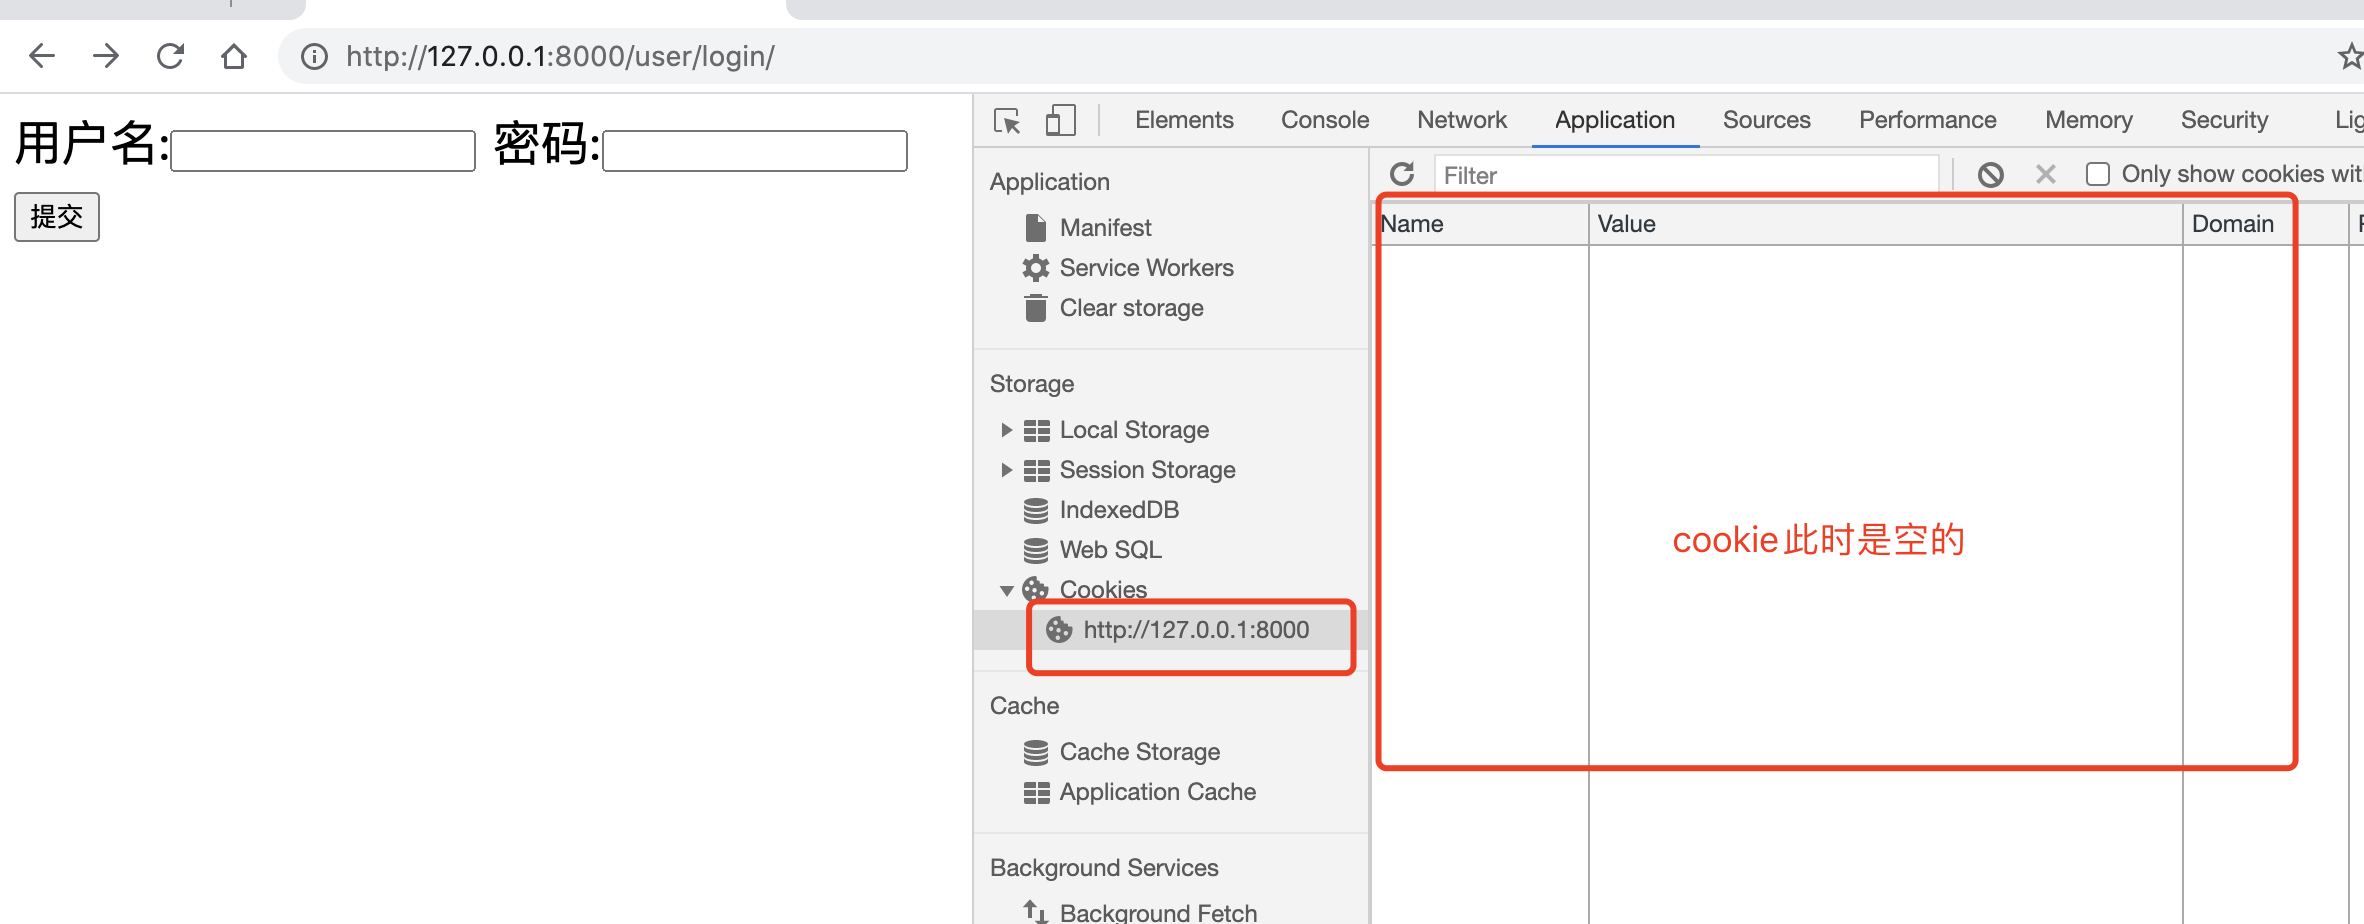 http://127.0.0.1:8000/user/login/
用户名: 密码:
提交
Elements Console Network Application Sources Performance Memory Security Lig
Application
Manifest
Service Workers
Clear storage
Storage
Local Storage
Session Storage
IndexedDB
Web SQL
Cookies
http://127.0.0.1:8000
Cache
Cache Storage
Application Cache
Background Services
Background Fetch
Filter Only show cookies wit
Name Value Domain
cookie此时是空的